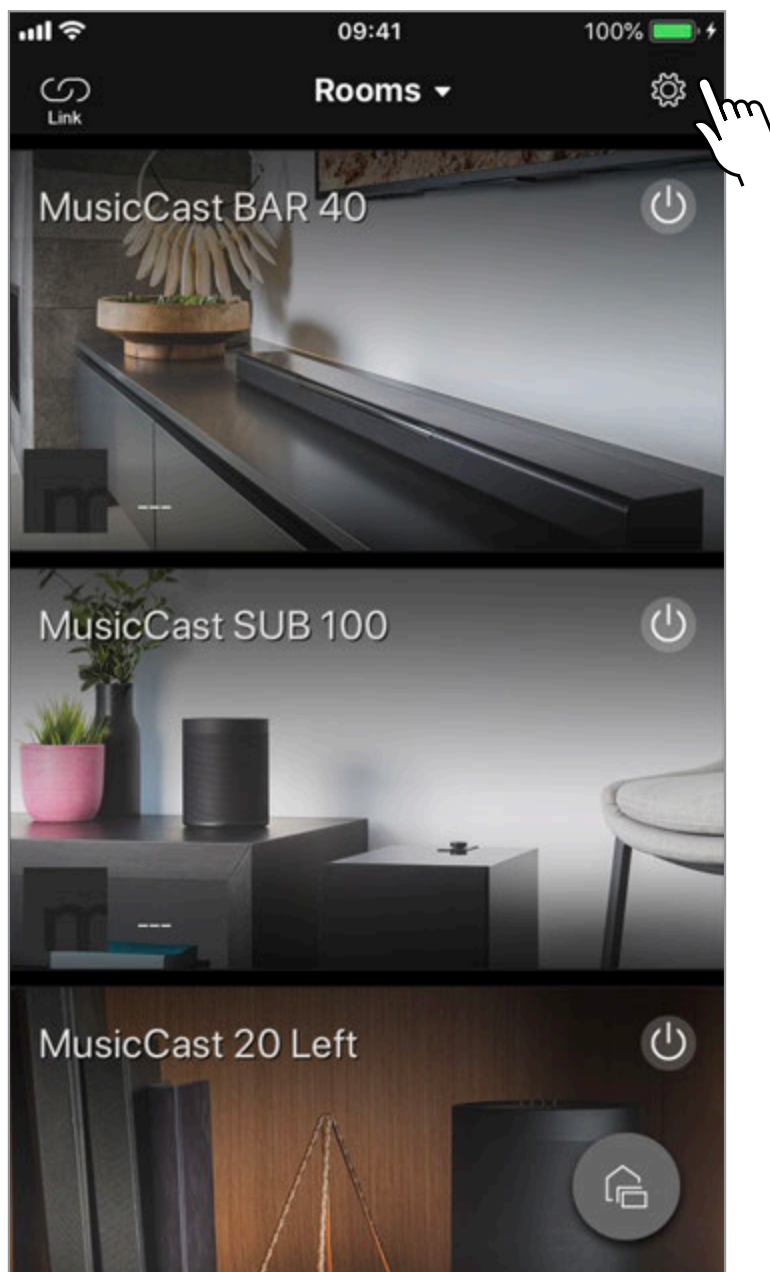 09:41
100%
Rooms
Link
MusicCast BAR 40
m
---
MusicCast SUB 100
m
---
MusicCast 20 Left